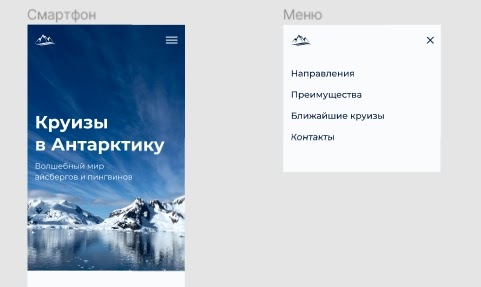 Смартфон
Круизы
в Антарктику
Волшебный мир
айсбергов и пингвинов
Меню
Направления
Преимущества
Ближайшие круизы
Контакты